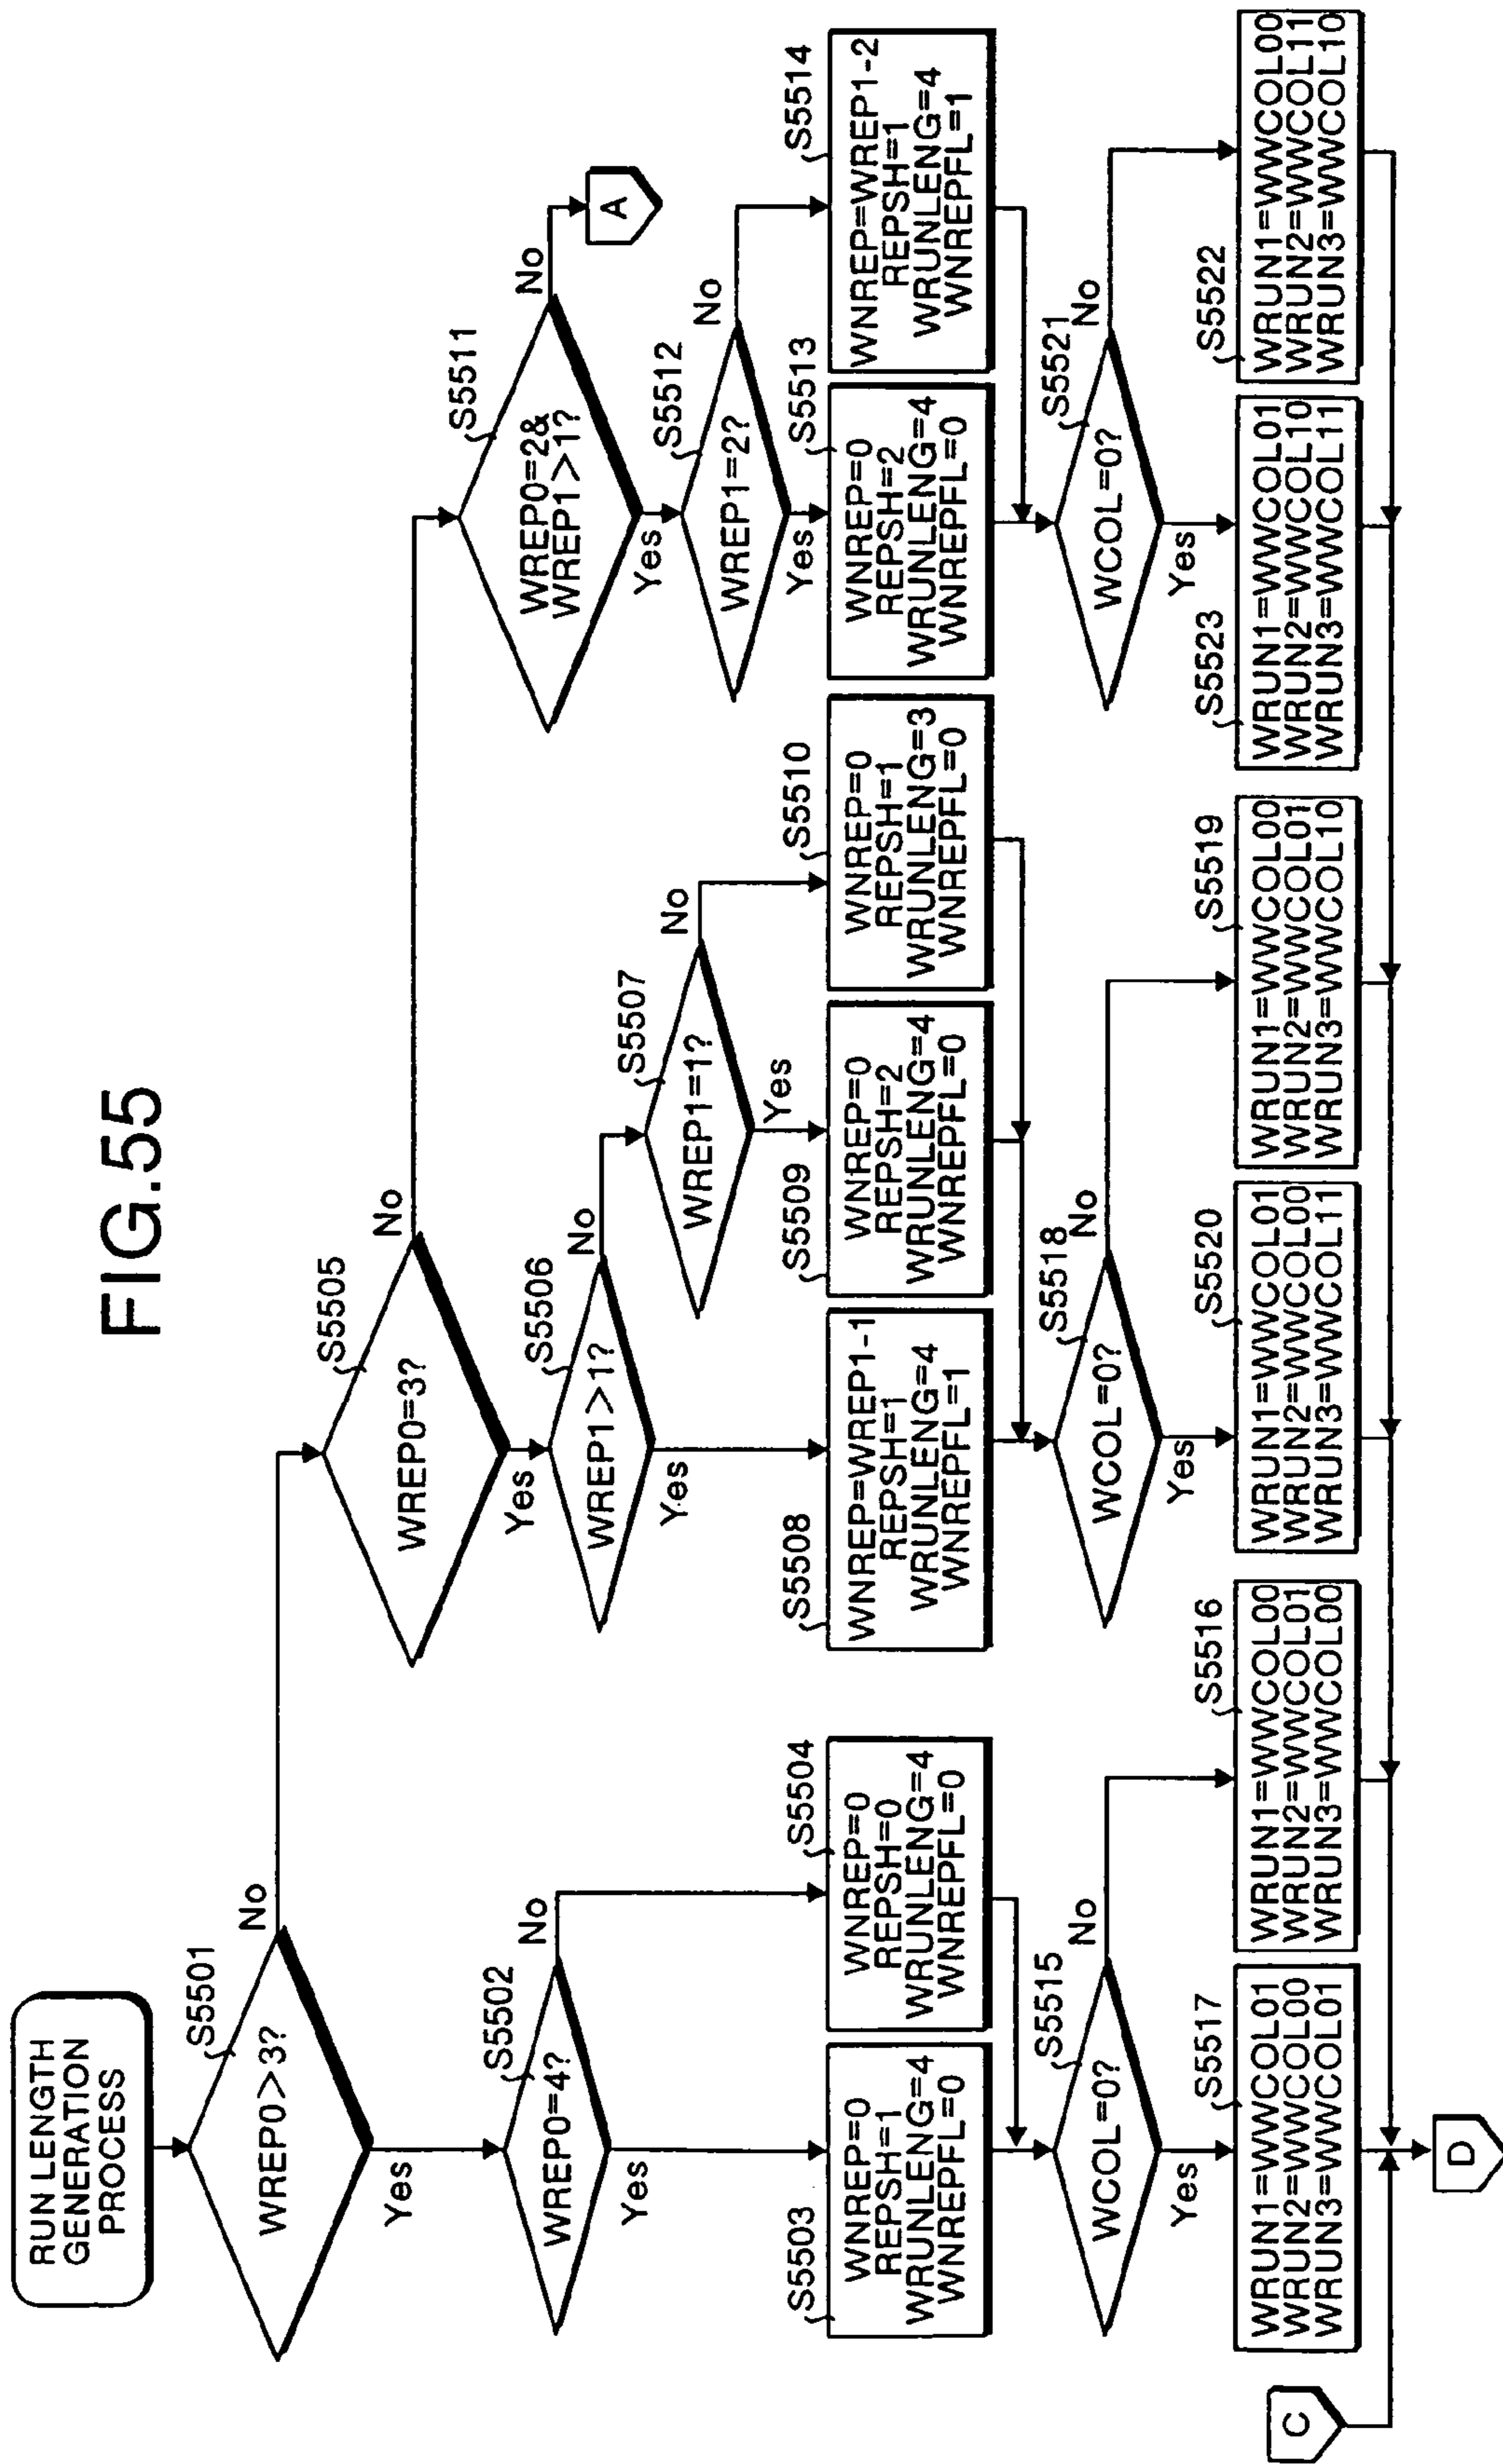 FIG.55
RUN LENGTH
GENERATION
PROCESS
S5501
WREP0>3?
Yes
No
S5502
WREP0=4?
Yes
No
S5503
WNREP=0
REPSH=1
WRUNLENG=4
WNREPFL=0
S5504
WNREP=0
REPSH=0
WRUNLENG=4
WNREPFL=0
S5515
WCOL=0?
Yes
No
S5517
WRUN1=WWCOL01
WRUN2=WWCOL00
WRUN3=WWCOL01
S5516
WRUN1=WWCOL00
WRUN2=WWCOL01
WRUN3=WWCOL00
S5505
WREP0=3?
Yes
No
S5506
WREP1>1?
Yes
No
S5507
WREP1=1?
Yes
No
S5508
WNREP=WREP1-1
REPSH=1
WRUNLENG=4
WNREPFL=1
S5509
WNREP=0
REPSH=2
WRUNLENG=4
WNREPFL=0
S5510
WNREP=0
REPSH=1
WRUNLENG=3
WNREPFL=0
S5518
WCOL=0?
Yes
No
S5520
WRUN1=WWCOL01
WRUN2=WWCOL00
WRUN3=WWCOL11
S5519
WRUN1=WWCOL00
WRUN2=WWCOL01
WRUN3=WWCOL10
S5511
WREP0=2&
WREP1>1?
Yes
No
A
S5512
WREP1=2?
Yes
No
S5513
WNREP=0
REPSH=2
WRUNLENG=4
WNREPFL=0
S5514
WNREP=WREP1-2
REPSH=1
WRUNLENG=4
WNREPFL=1
S5521
WCOL=0?
Yes
No
S5523
WRUN1=WWCOL01
WRUN2=WWCOL10
WRUN3=WWCOL11
S5522
WRUN1=WWCOL00
WRUN2=WWCOL11
WRUN3=WWCOL10
C
D